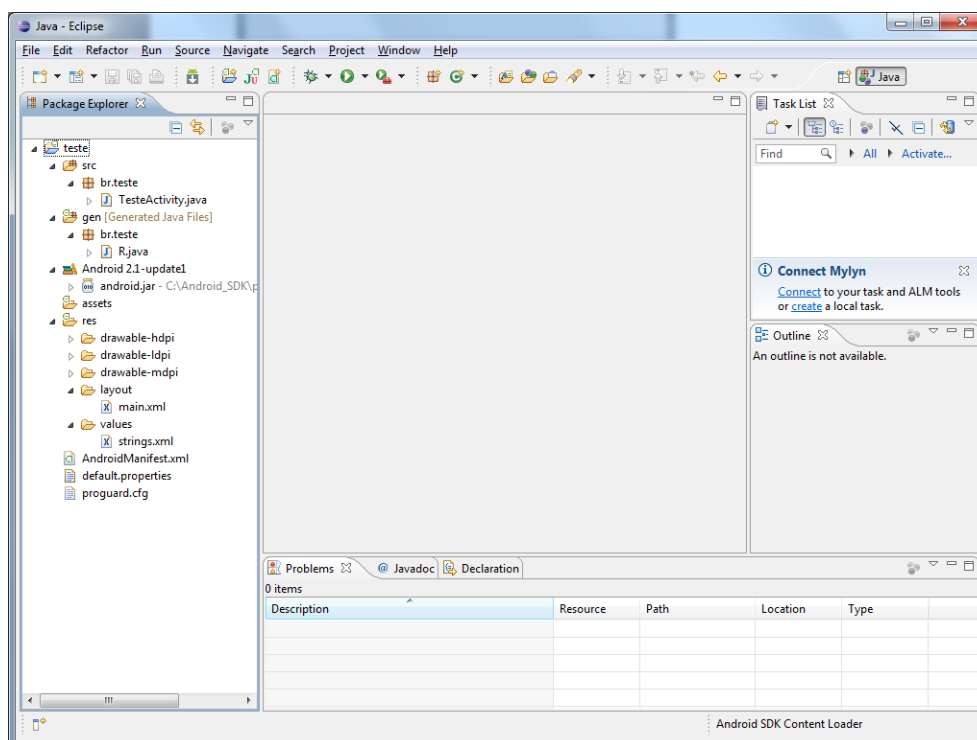 Java - Eclipse
File Edit Refactor Run Source Navigate Search Project Window Help
Java
Package Explorer
teste
src
br.teste
TesteActivity.java
gen [Generated Java Files]
br.teste
R.java
Android 2.1-update1
android.jar - C:\Android_SDK\p
assets
res
drawable-hdpi
drawable-ldpi
drawable-mdpi
layout
main.xml
values
strings.xml
AndroidManifest.xml
default.properties
proguard.cfg
Task List
Find All Activate...
Connect Mylyn
Connect to your task and ALM tools
or create a local task.
Outline
An outline is not available.
Problems @ Javadoc Declaration
0 items
Description Resource Path Location Type
Android SDK Content Loader